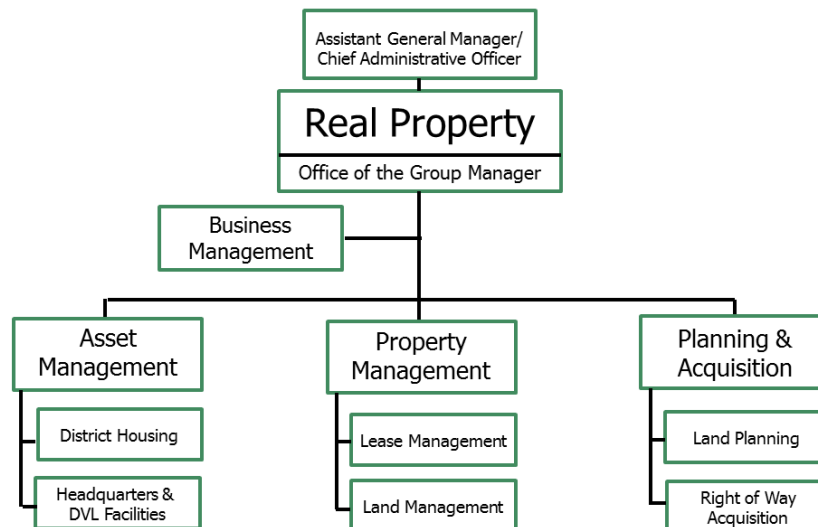 Assistant General Manager/
Chief Administrative Officer
Real Property
Office of the Group Manager
Business
Management
Asset
Management
District Housing
Headquarters &
DVL Facilities
Property
Management
Lease Management
Land Management
Planning &
Acquisition
Land Planning
Right of Way
Acquisition